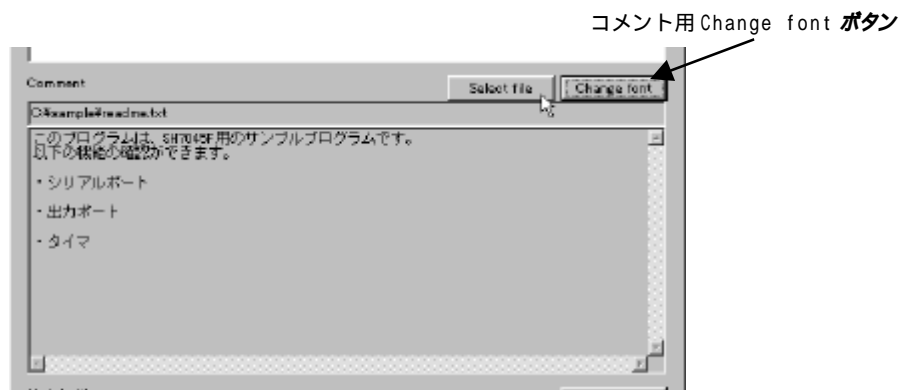 コメント用Change font ボタン
Comment
Select file
Change font
C:¥sample¥readme.txt
このプログラムは、SH7045F用のサンプルプログラムです。
以下の機能の確認ができます。
・シリアルポート
・出力ポート
・タイマ